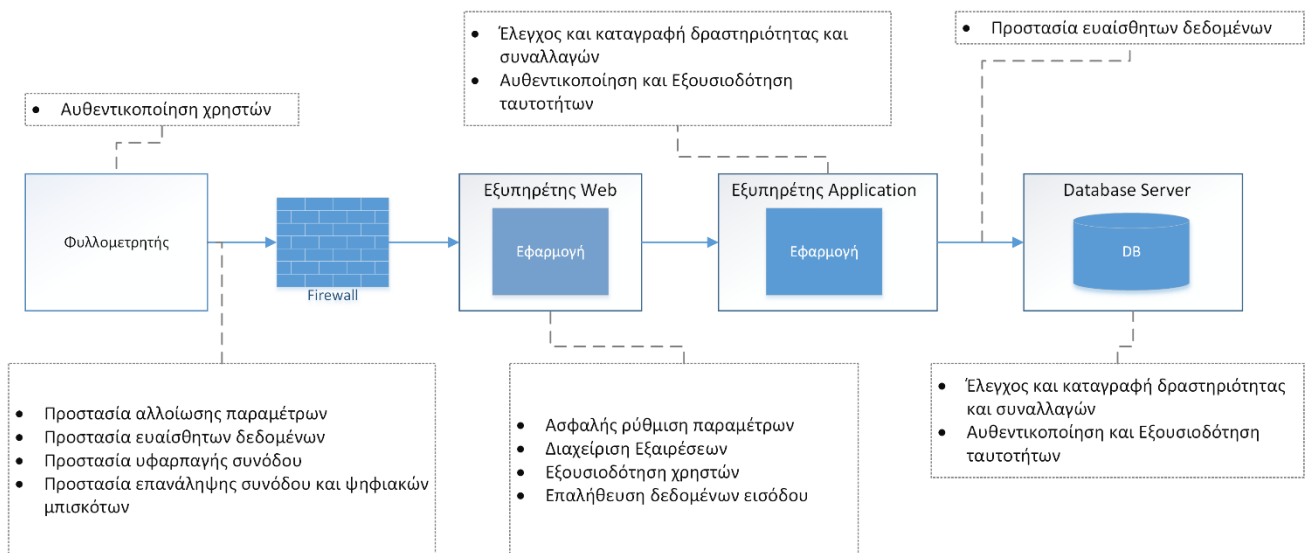 • Έλεγχος και καταγραφή δραστηριότητας και
συναλλαγών
• Αυθεντικοποίηση και Εξουσιοδότηση
ταυτοτήτων
• Προστασία ευαίσθητων δεδομένων
• Αυθεντικοποίηση χρηστών
Φυλλομετρητής
Firewall
Εξυπηρέτης Web
Εφαρμογή
Εξυπηρέτης Application
Εφαρμογή
Database Server
DB
• Προστασία αλλοίωσης παραμέτρων
• Προστασία ευαίσθητων δεδομένων
• Προστασία υφαρπαγής συνόδου
• Προστασία επανάληψης συνόδου και ψηφιακών
μπισκότων
• Ασφαλής ρύθμιση παραμέτρων
• Διαχείριση Εξαιρέσεων
• Εξουσιοδότηση χρηστών
• Επαλήθευση δεδομένων εισόδου
• Έλεγχος και καταγραφή δραστηριότητας
και συναλλαγών
• Αυθεντικοποίηση και Εξουσιοδότηση
ταυτοτήτων